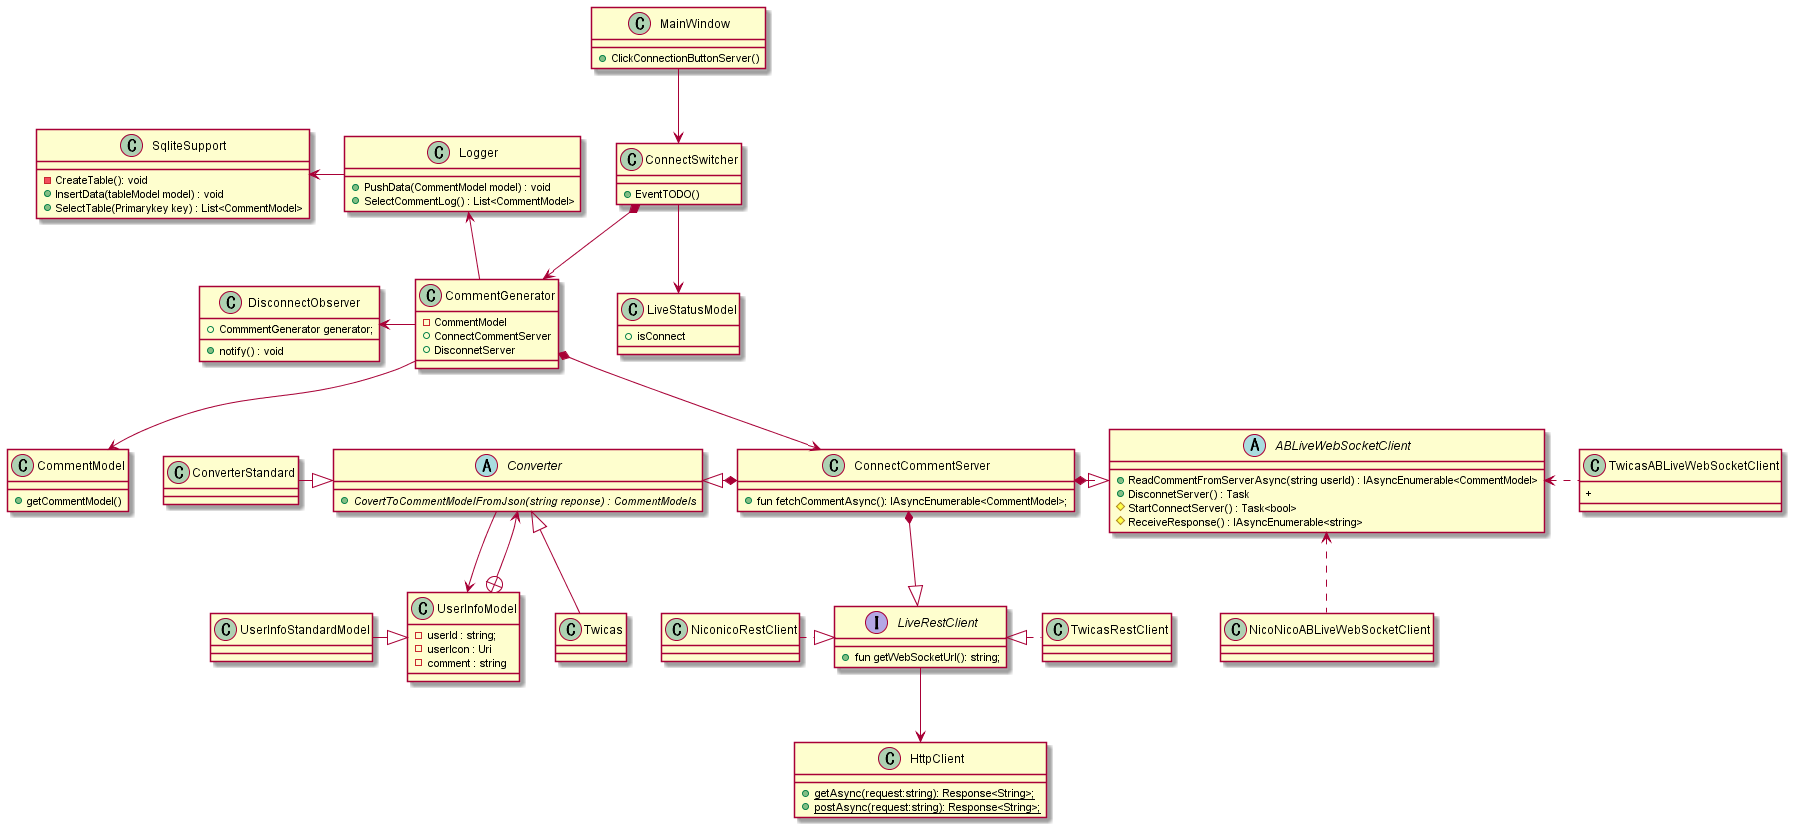 C MainWindow
ClickConnectionButtonServer()
C SqliteSupport
CreateTable(): void
InsertData(tableModel model) : void
SelectTable(Primarykey key) : List<CommentModel>
C Logger
PushData(CommentModel model) : void
SelectCommentLog() : List<CommentModel>
C ConnectSwitcher
EventTODO()
C DisconnectObserver
CommmentGenerator generator;
notify() : void
C CommentGenerator
CommentModel
ConnectCommentServer
DisconnetServer
C LiveStatusModel
isConnect
C CommentModel
getCommentModel()
C ConverterStandard
A Converter
CovertToCommentModelFromJson(string reponse) : CommentModels
C ConnectCommentServer
fun fetchCommentAsync(): IAsyncEnumerable<CommentModel>;
A ABLiveWebSocketClient
ReadCommentFromServerAsync(string userId) : IAsyncEnumerable<CommentModel>
DisconnetServer() : Task
StartConnectServer() : Task<bool>
ReceiveResponse() : IAsyncEnumerable<string>
C TwicasABLiveWebSocketClient
+
C UserInfoStandardModel
C UserInfoModel
userId : string;
userIcon : Uri
comment : string
C Twicas
C NiconicoRestClient
I LiveRestClient
fun getWebSocketUrl(): string;
C TwicasRestClient
C NicoNicoABLiveWebSocketClient
C HttpClient
getAsync(request:string): Response<String>;
postAsync(request:string): Response<String>;